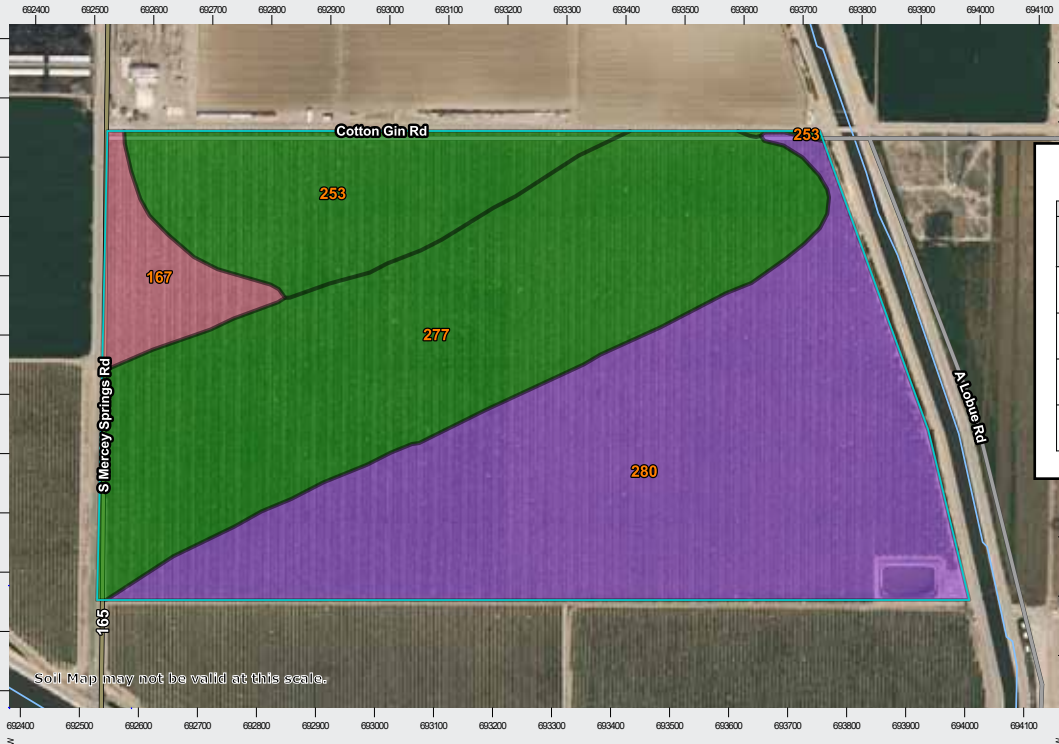 692400 692500 692600 692700 692800 692900 693000 693100 693200 693300 693400 693500 693600 693700 693800 693900 694000 694100
Cotton Gin Rd
253
253
167
277
S Mercey Springs Rd
A Lobue Rd
280
165
Soil Map may not be valid at this scale.
692400 692500 692600 692700 692800 692900 693000 693100 693200 693300 693400 693500 693600 693700 693800 693900 694000 694100